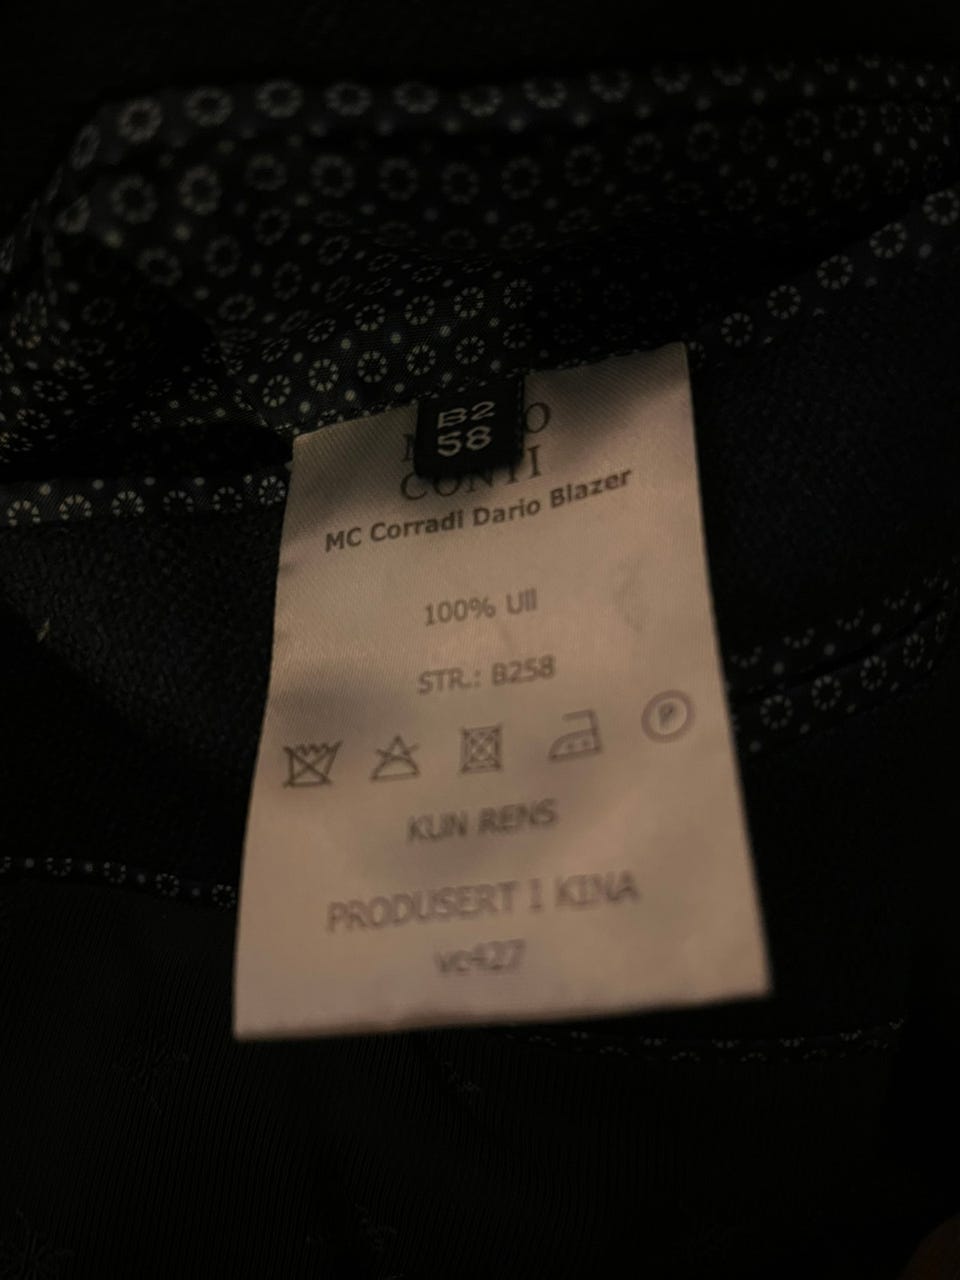 B2
58
CONTI
MC Corradi Dario Blazer
100% Ull
STR.: B258
P
KUN RENS
PRODUSERT I KINA
vc427